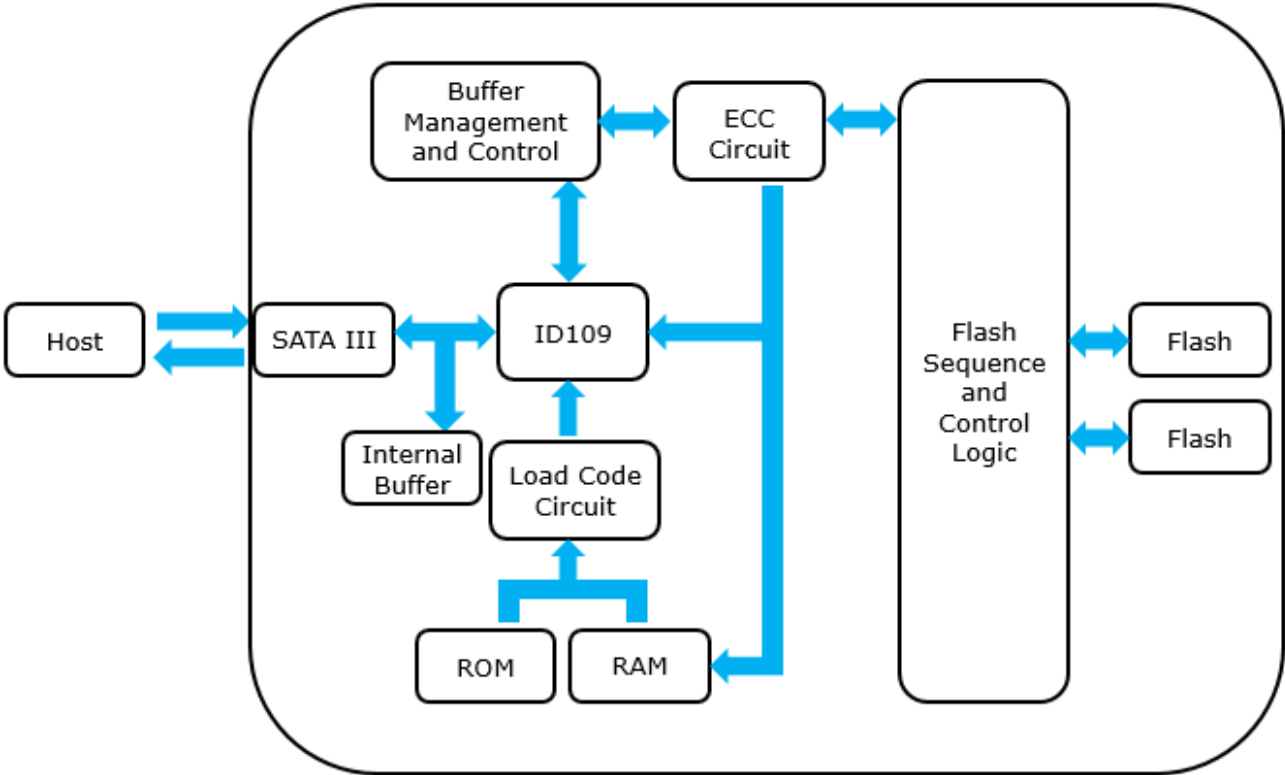 Buffer
Management
and Control
ECC
Circuit
Host
SATA III
ID109
Flash
Sequence
and
Control
Logic
Flash
Flash
Internal
Buffer
Load Code
Circuit
ROM
RAM